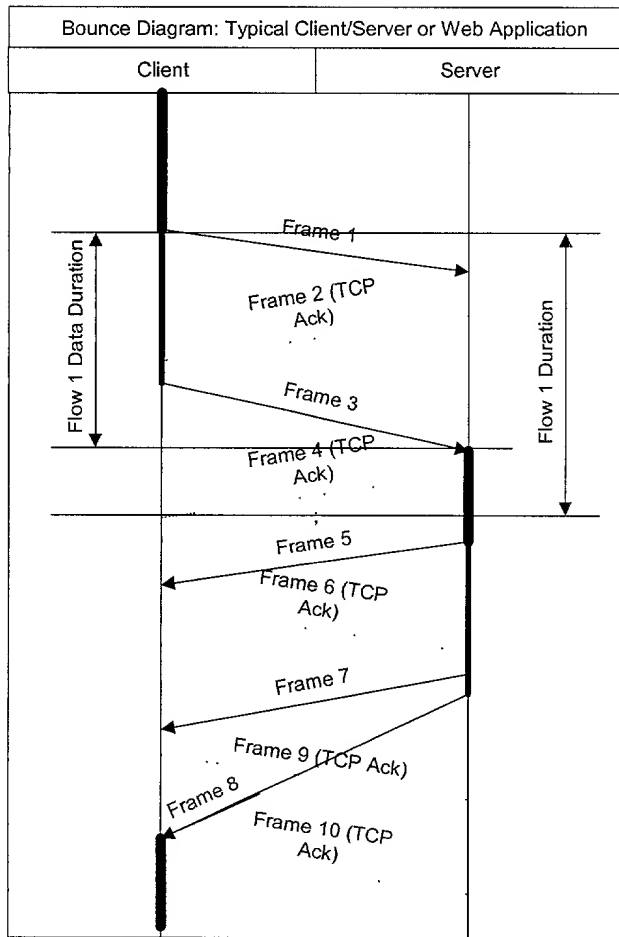 Bounce Diagram: Typical Client/Server or Web Application
Client
Server
Frame 1
Flow 1 Data Duration
Flow 1 Duration
Frame 2 (TCP
Ack)
Frame 3
Frame 4 (TCP
Ack)
Frame 5
Frame 6 (TCP
Ack)
Frame 7
Frame 9 (TCP Ack)
Frame 8
Frame 10 (TCP
Ack)